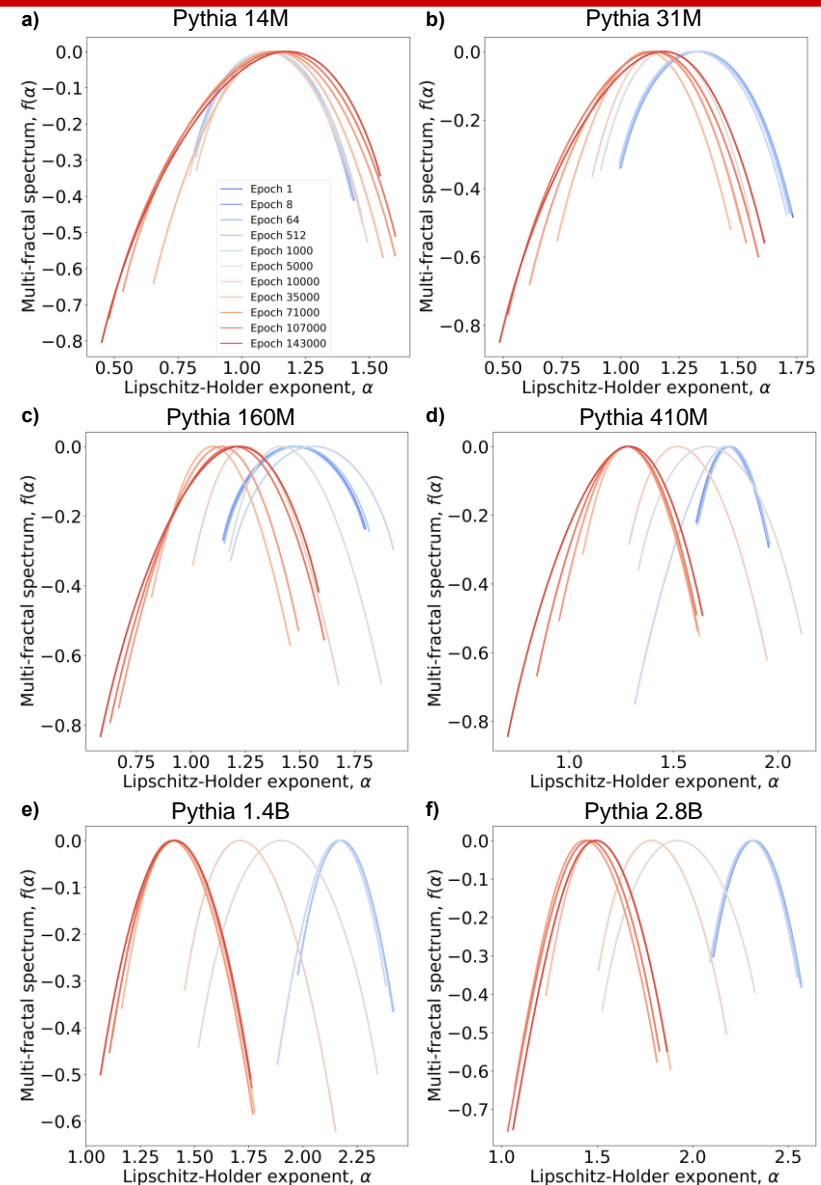 a)
Pythia 14M
0.0
−0.1
−0.2
−0.3
−0.4
−0.5
−0.6
−0.7
−0.8
Multi-fractal spectrum, f(α)
Epoch 1
Epoch 8
Epoch 64
Epoch 512
Epoch 1000
Epoch 5000
Epoch 10000
Epoch 35000
Epoch 71000
Epoch 107000
Epoch 143000
0.50 0.75 1.00 1.25 1.50
Lipschitz-Holder exponent, α
b)
Pythia 31M
0.0
−0.2
−0.4
−0.6
−0.8
Multi-fractal spectrum, f(α)
0.50 0.75 1.00 1.25 1.50 1.75
Lipschitz-Holder exponent, α
c)
Pythia 160M
0.0
−0.2
−0.4
−0.6
−0.8
Multi-fractal spectrum, f(α)
0.75 1.00 1.25 1.50 1.75
Lipschitz-Holder exponent, α
d)
Pythia 410M
0.0
−0.2
−0.4
−0.6
−0.8
Multi-fractal spectrum, f(α)
1.0 1.5 2.0
Lipschitz-Holder exponent, α
e)
Pythia 1.4B
0.0
−0.1
−0.2
−0.3
−0.4
−0.5
−0.6
Multi-fractal spectrum, f(α)
1.00 1.25 1.50 1.75 2.00 2.25
Lipschitz-Holder exponent, α
f)
Pythia 2.8B
0.0
−0.1
−0.2
−0.3
−0.4
−0.5
−0.6
−0.7
Multi-fractal spectrum, f(α)
1.0 1.5 2.0 2.5
Lipschitz-Holder exponent, α